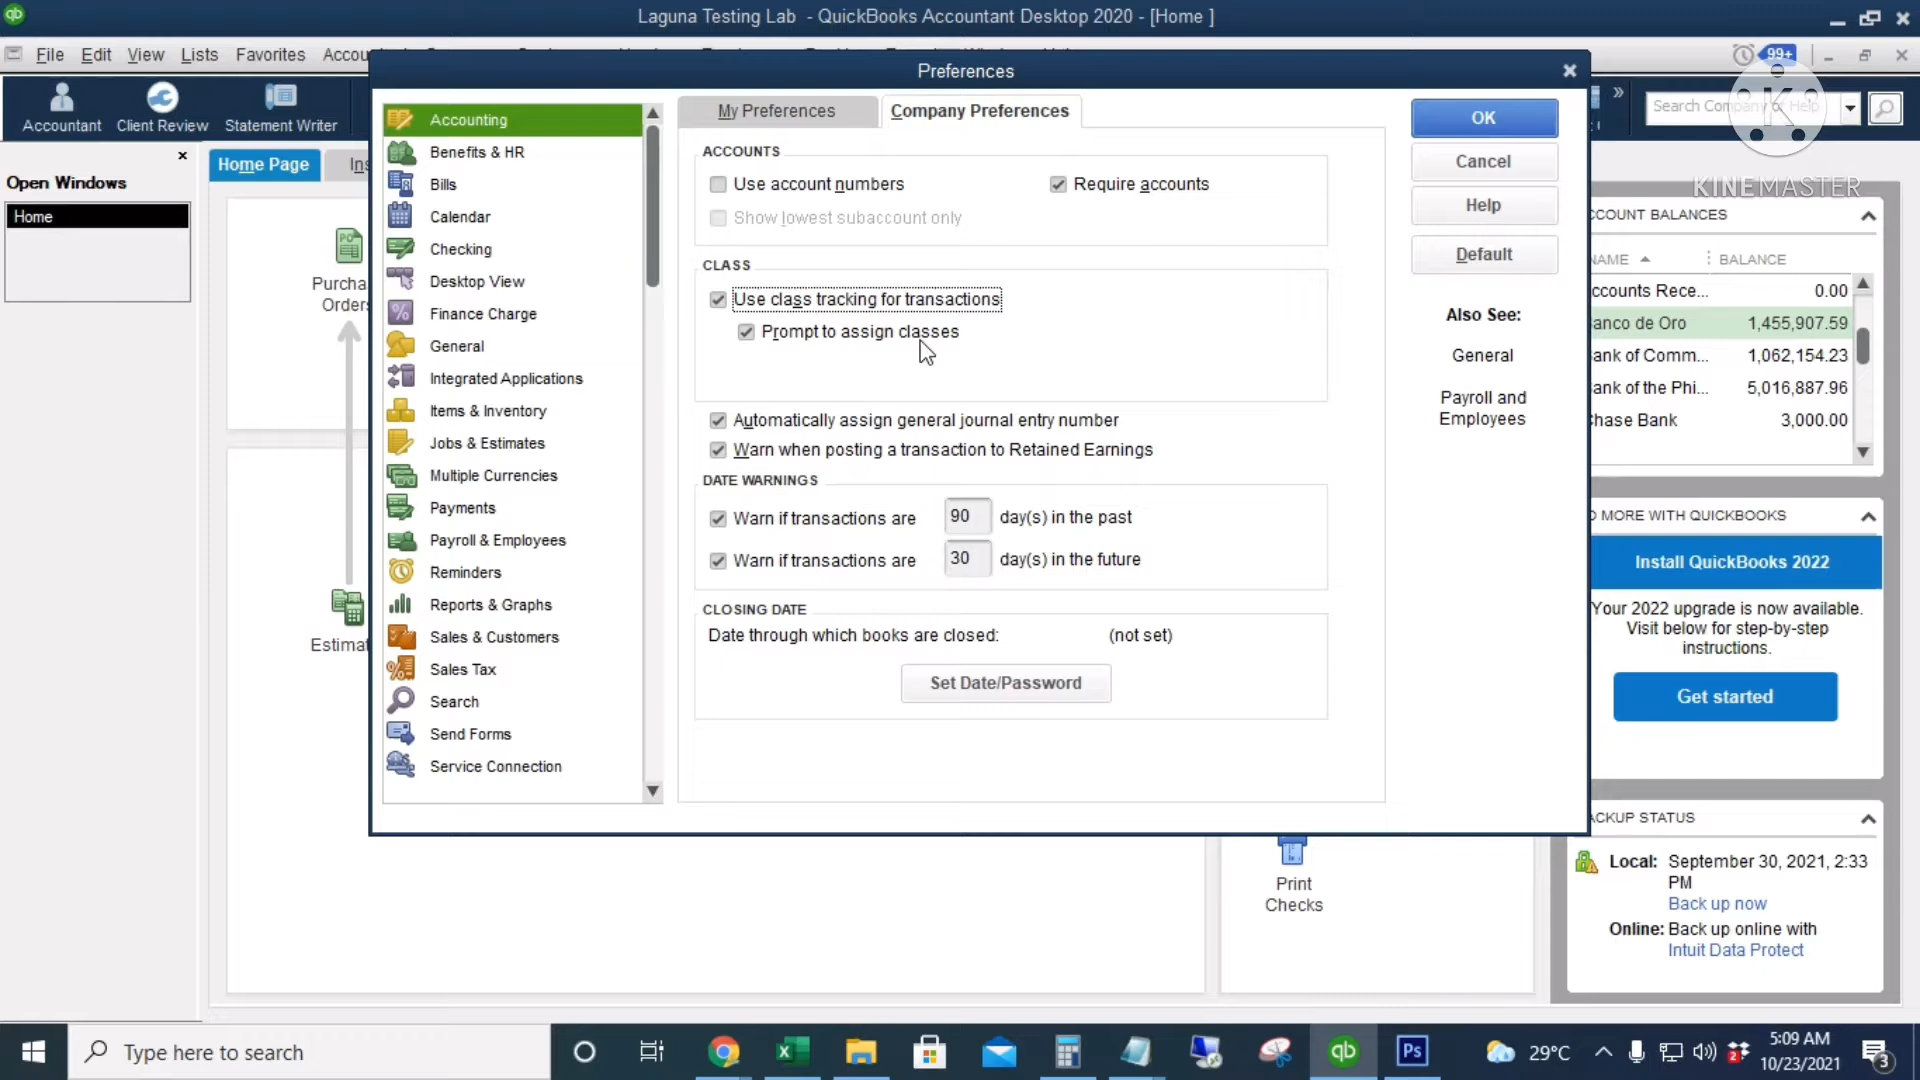 Laguna Testing Lab - QuickBooks Accountant Desktop 2020 - [Home ]
File Edit View Lists Favorites
99+
Preferences
Accountant
Client Review
Statement Writer
Search
KINEMASTER
Open Windows
Home
Home Page
Accounting
Benefits & HR
Bills
Calendar
Checking
Desktop View
Finance Charge
General
Integrated Applications
Items & Inventory
Jobs & Estimates
Multiple Currencies
Payments
Payroll & Employees
Reminders
Reports & Graphs
Sales & Customers
Sales Tax
Search
Send Forms
Service Connection
My Preferences
Company Preferences
ACCOUNTS
Use account numbers
Require accounts
Show lowest subaccount only
CLASS
Use class tracking for transactions
Prompt to assign classes
Automatically assign general journal entry number
Warn when posting a transaction to Retained Earnings
DATE WARNINGS
Warn if transactions are 90 day(s) in the past
Warn if transactions are 30 day(s) in the future
CLOSING DATE
Date through which books are closed: (not set)
Set Date/Password
OK
Cancel
Help
Default
Also See:
General
Payroll and
Employees
BALANCE
0.00
1,455,907.59
1,062,154.23
5,016,887.96
3,000.00
MORE WITH QUICKBOOKS
Install QuickBooks 2022
Your 2022 upgrade is now available.
Visit below for step-by-step
instructions.
Get started
Local: September 30, 2021, 2:33
PM
Back up now
Online: Back up online with
Intuit Data Protect
Print
Checks
Type here to search
qb
Ps
29°C
2
5:09 AM
10/23/2021
3